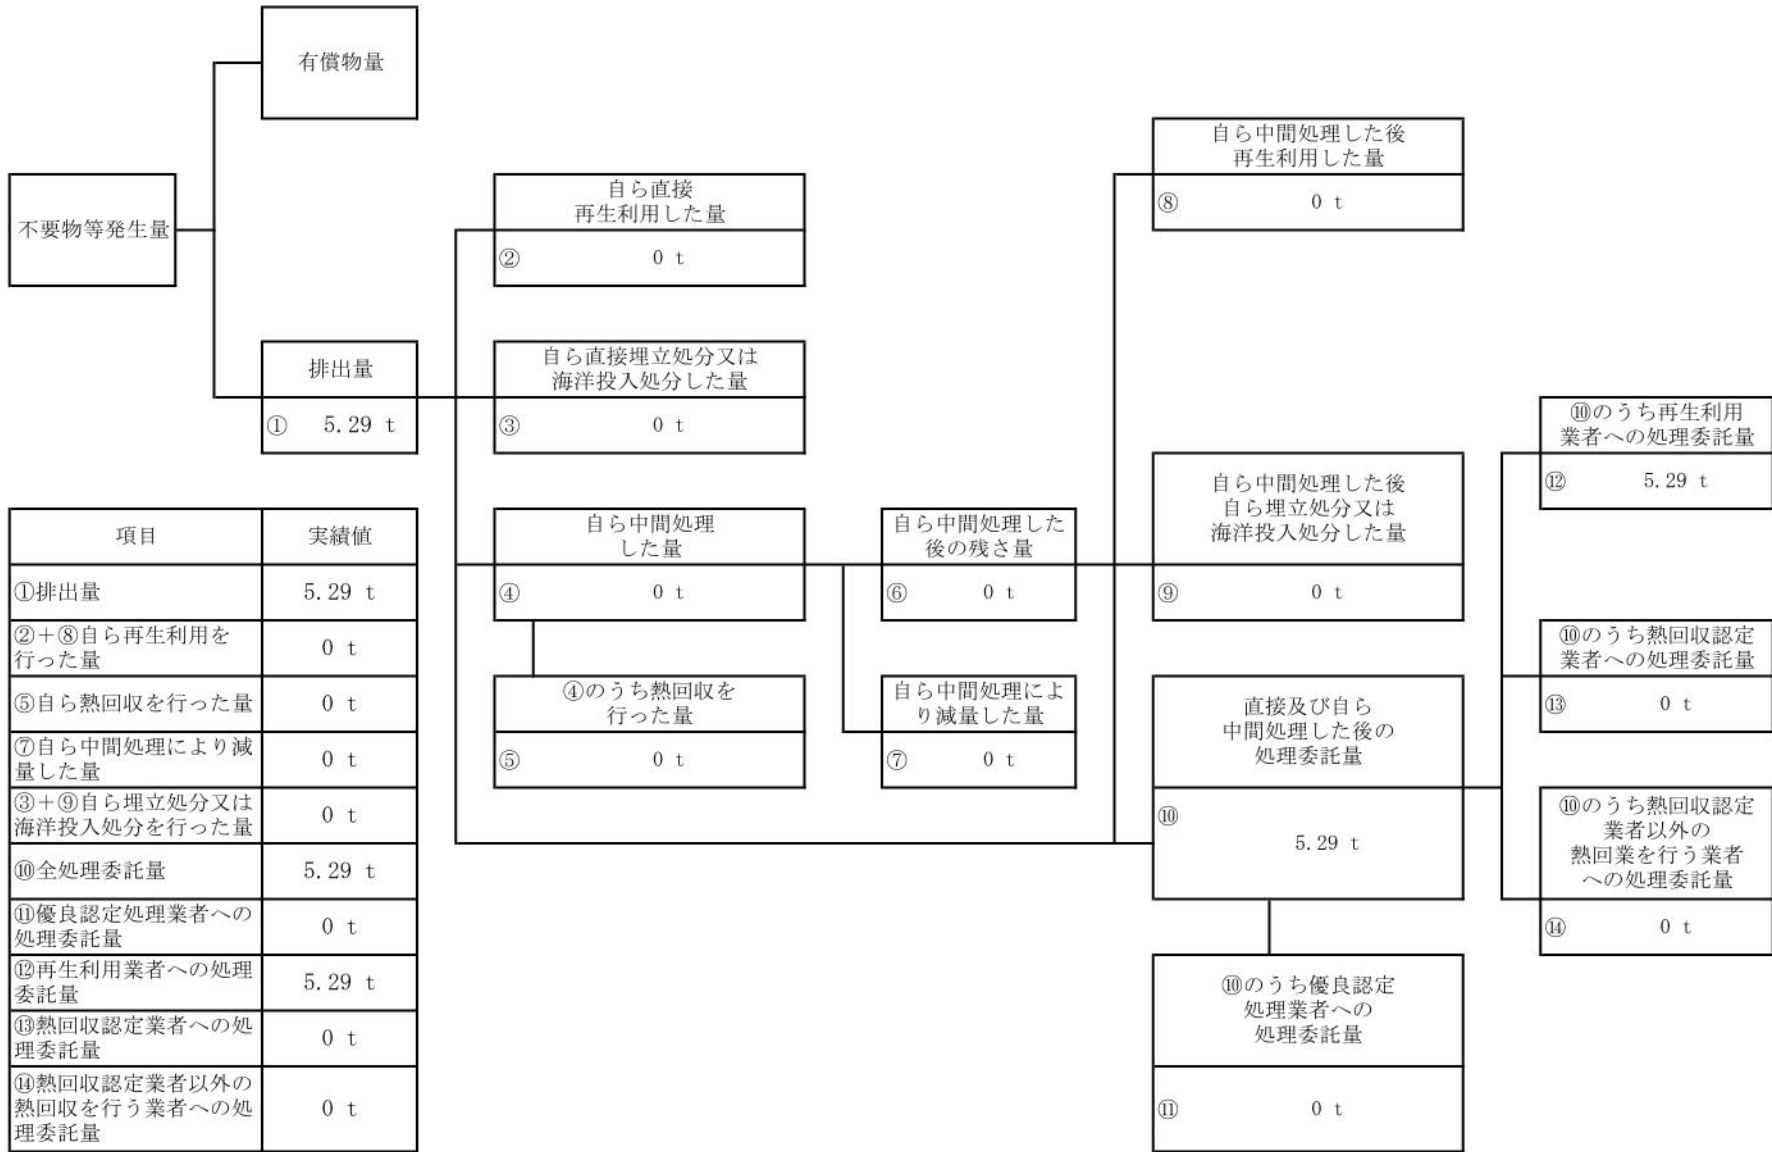 有償物量
不要物等発生量
排出量
① 5.29 t
自ら直接
再生利用した量
② 0 t
自ら直接埋立処分又は
海洋投入処分した量
③ 0 t
自ら中間処理
した量
④ 0 t
④のうち熱回収を
行った量
⑤ 0 t
自ら中間処理した
後の残さ量
⑥ 0 t
自ら中間処理によ
り減量した量
⑦ 0 t
自ら中間処理した後
再生利用した量
⑧ 0 t
自ら中間処理した後
自ら埋立処分又は
海洋投入処分した量
⑨ 0 t
直接及び自ら
中間処理した後の
処理委託量
⑩
5.29 t
⑩のうち優良認定
処理業者への
処理委託量
⑪ 0 t
⑩のうち再生利用
業者への処理委託量
⑫ 5.29 t
⑩のうち熱回収認定
業者への処理委託量
⑬ 0 t
⑩のうち熱回収認定
業者以外の
熱回業を行う業者
への処理委託量
⑭ 0 t
項目 実績値
①排出量 5.29 t
②+⑧自ら再生利用を
行った量 0 t
⑤自ら熱回収を行った量 0 t
⑦自ら中間処理により減
量した量 0 t
③+⑨自ら埋立処分又は
海洋投入処分を行った量 0 t
⑩全処理委託量 5.29 t
⑪優良認定処理業者への
処理委託量 0 t
⑫再生利用業者への処理
委託量 5.29 t
⑬熱回収認定業者への処
理委託量 0 t
⑭熱回収認定業者以外の
熱回収を行う業者への処
理委託量 0 t